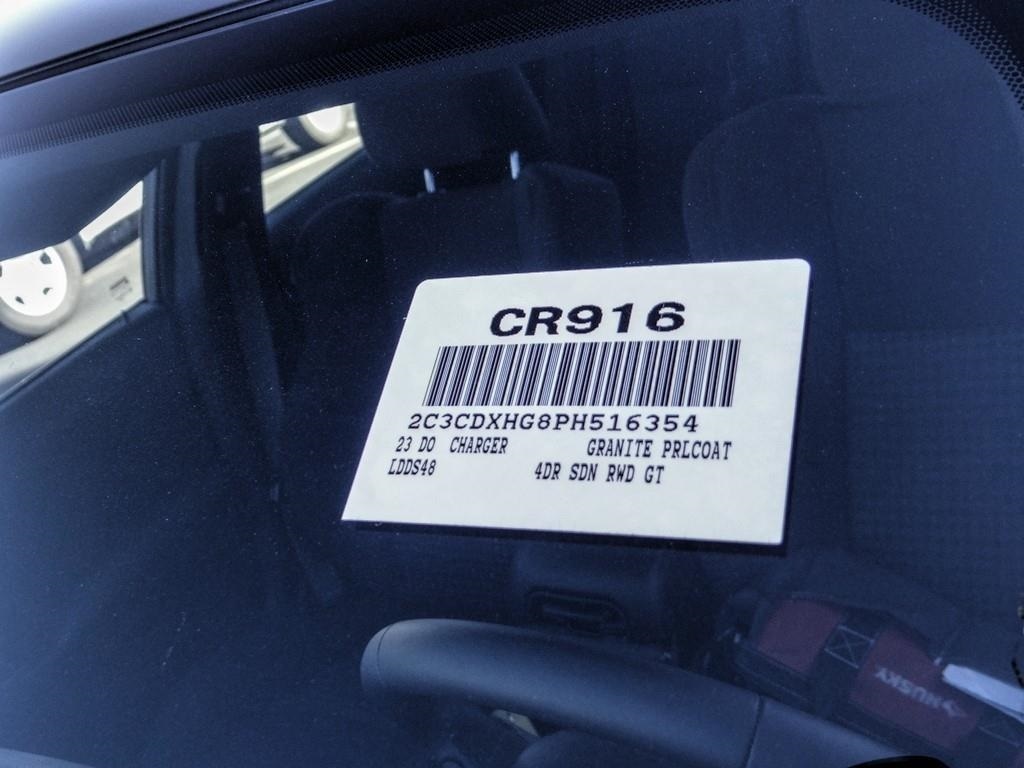 CR916
2C3CDXHG8PH516354
23 DO CHARGER GRANITE PRLCOAT
LDDS48 4DR SDN RWD GT
HUSKY